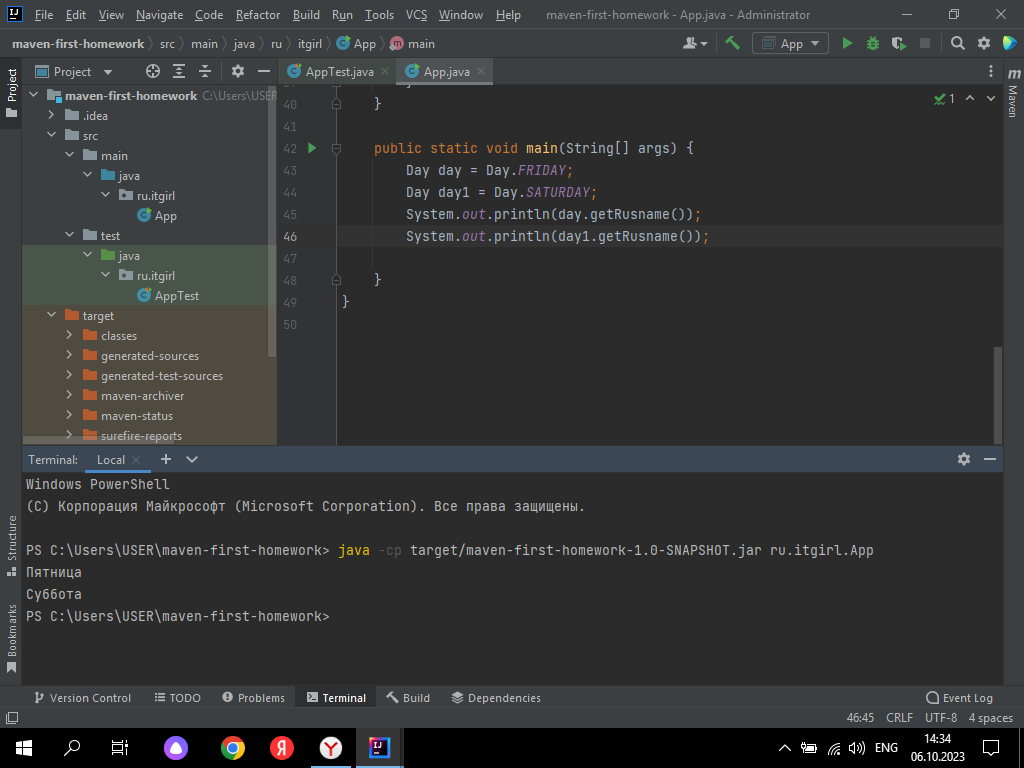 File Edit View Navigate Code Refactor Build Run Tools VCS Window Help maven-first-homework - App.java - Administrator
maven-first-homework src main java ru itgirl App main App
Project AppTest.java App.java
Project
maven-first-homework C:\Users\USER
.idea
src
main
java
ru.itgirl
App
test
java
ru.itgirl
AppTest
target
classes
generated-sources
generated-test-sources
maven-archiver
maven-status
surefire-reports
40 }
41
42 public static void main(String[] args) {
43 Day day = Day.FRIDAY;
44 Day day1 = Day.SATURDAY;
45 System.out.println(day.getRusname());
46 System.out.println(day1.getRusname());
47
48 }
49 }
50
1
m
Maven
Terminal: Local
Windows PowerShell
(C) Корпорация Майкрософт (Microsoft Corporation). Все права защищены.
PS C:\Users\USER\maven-first-homework> java -cp target/maven-first-homework-1.0-SNAPSHOT.jar ru.itgirl.App
Пятница
Суббота
PS C:\Users\USER\maven-first-homework>
Structure
Bookmarks
Version Control TODO Problems Terminal Build Dependencies Event Log
46:45 CRLF UTF-8 4 spaces
ENG 14:34
06.10.2023